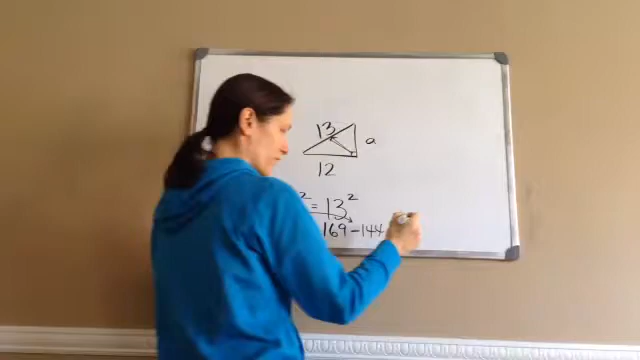 13
a
12
² = 13²
169-144